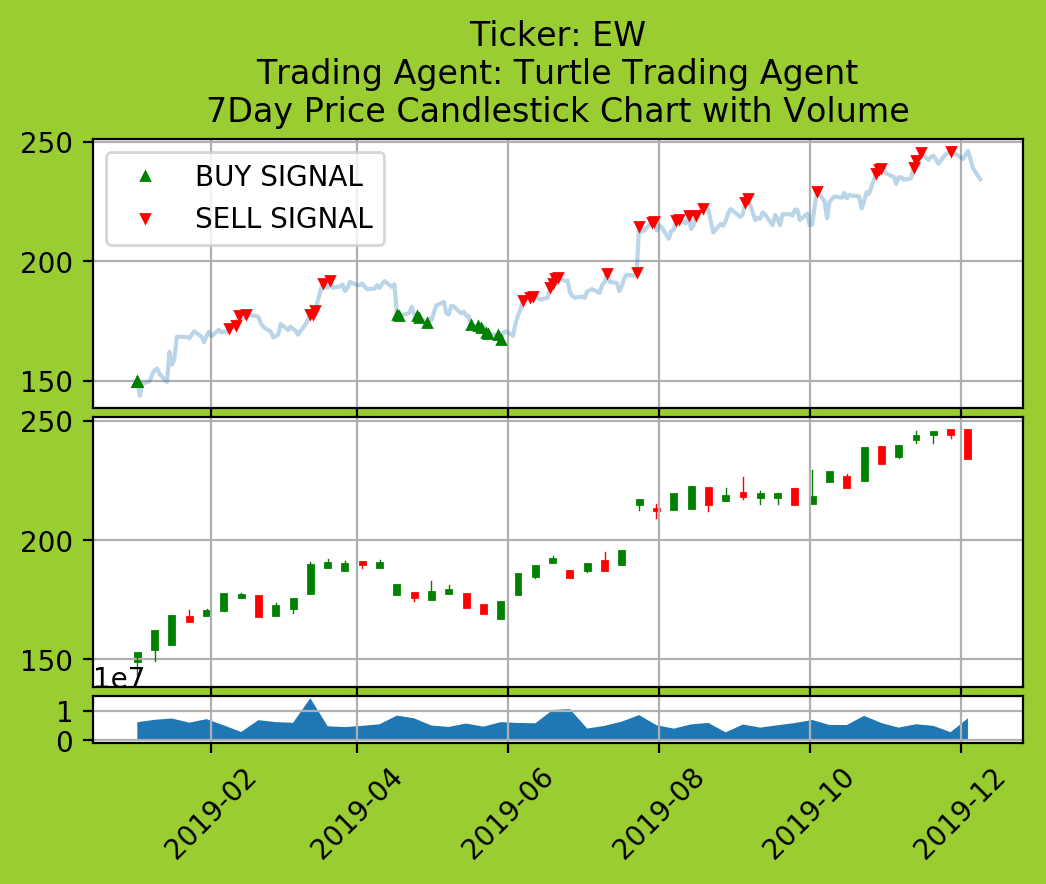 Ticker: EW
Trading Agent: Turtle Trading Agent
7Day Price Candlestick Chart with Volume
250
BUY SIGNAL
SELL SIGNAL
200
150
250
200
150
1e7
1
0
2019-02
2019-04
2019-06
2019-08
2019-10
2019-12